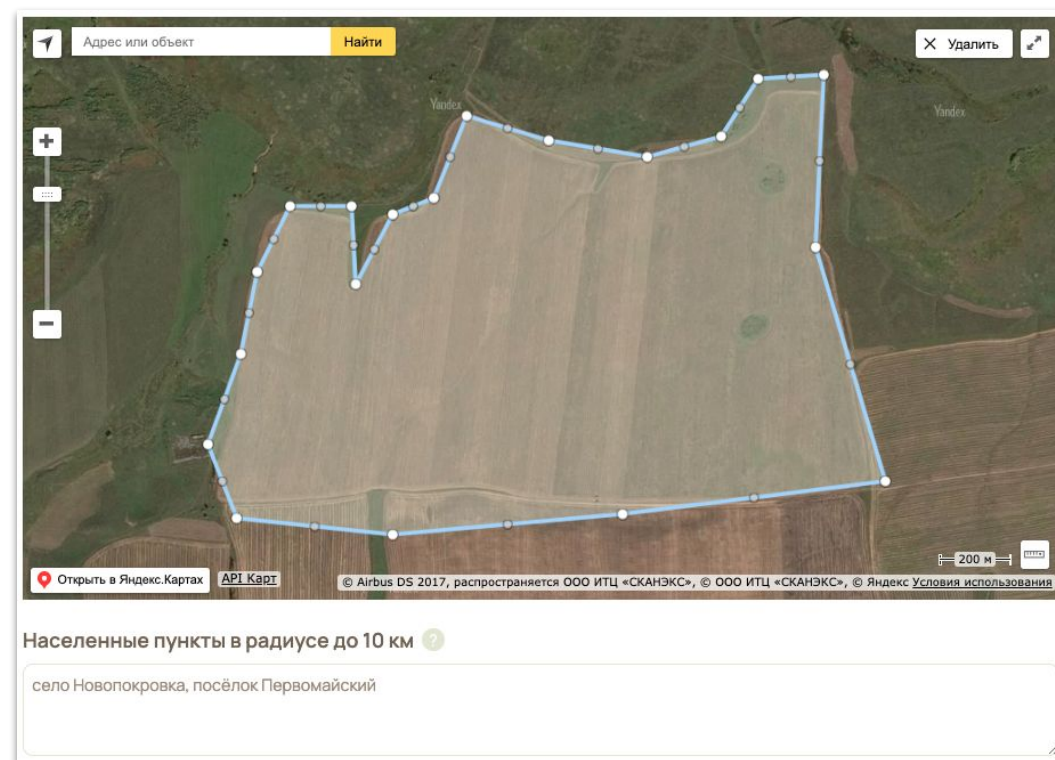 Адрес или объект
Найти
Удалить
Yandex
Yandex
200 м
Открыть в Яндекс.Картах
API Карт
© Airbus DS 2017, распространяется ООО ИТЦ «СКАНЭКС», © ООО ИТЦ «СКАНЭКС», © Яндекс Условия использования
Населенные пункты в радиусе до 10 км ?
село Новопокровка, посёлок Первомайский